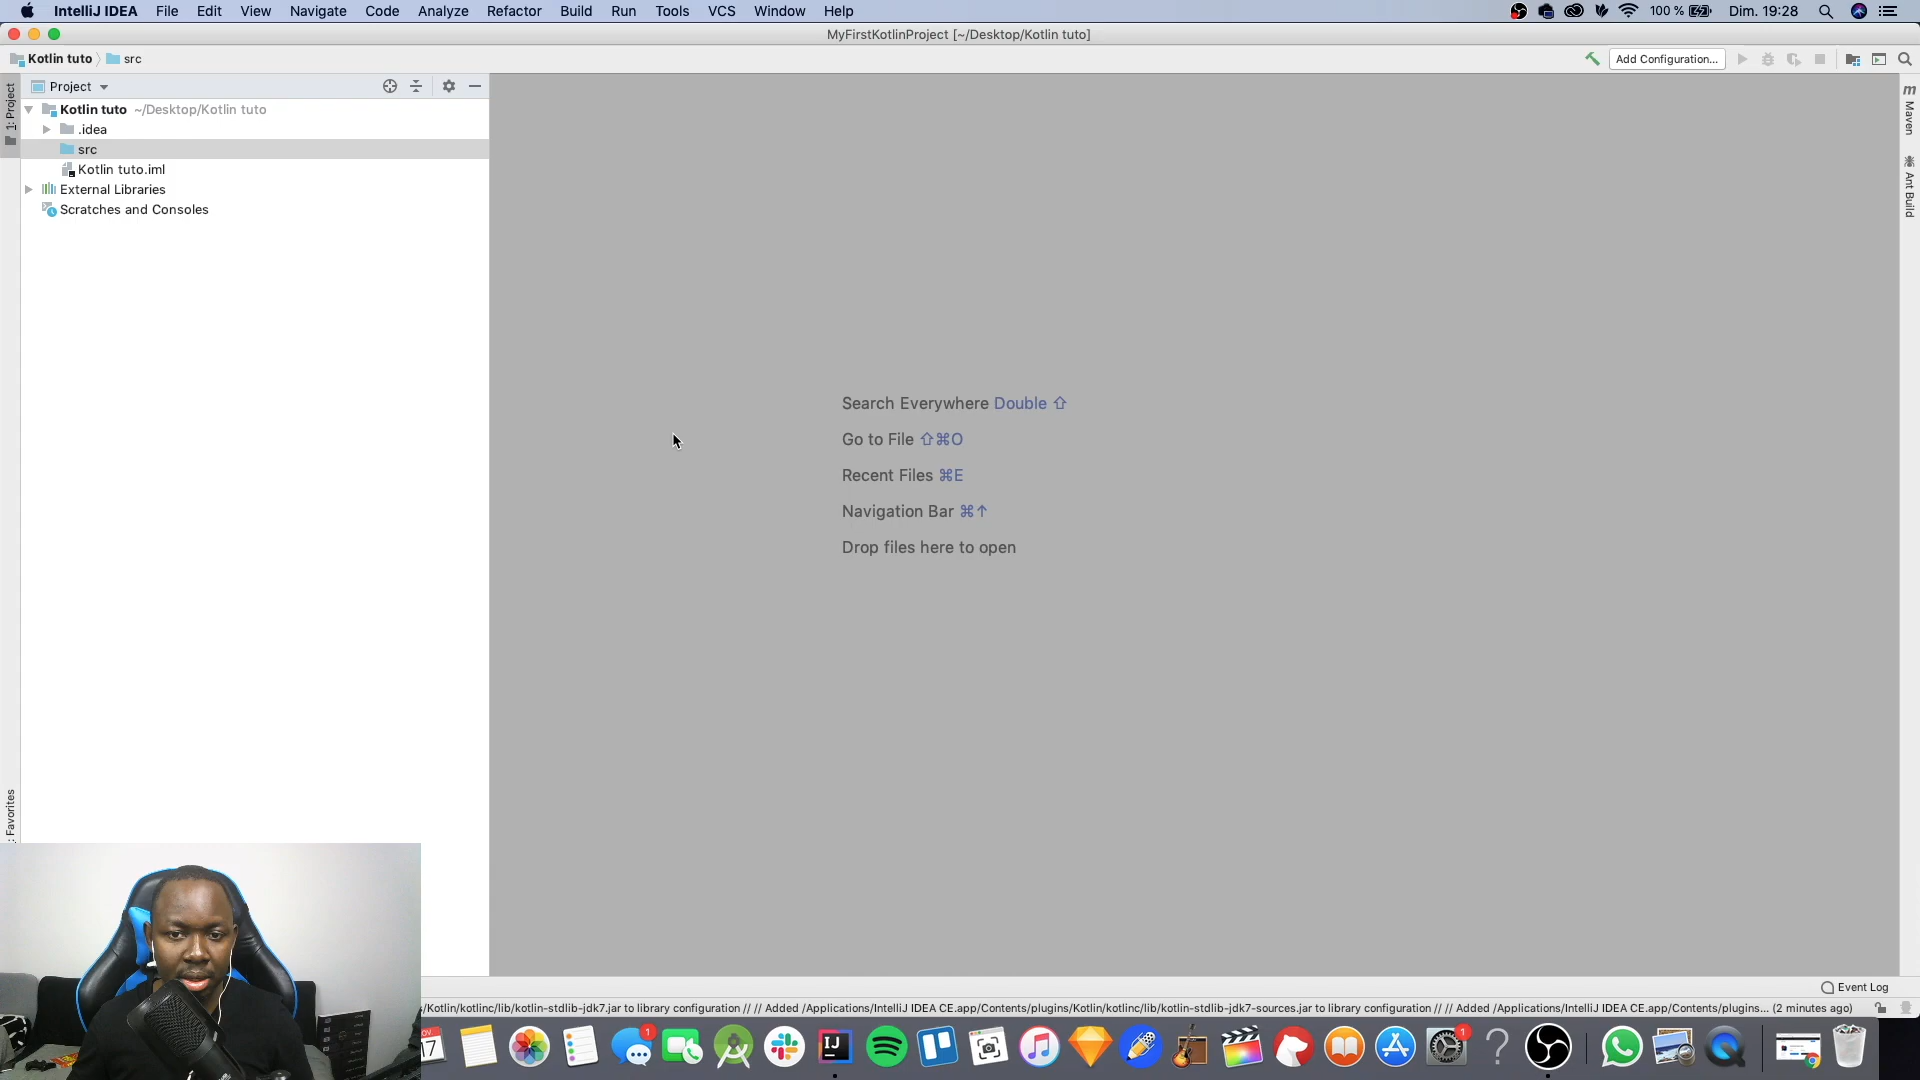 IntelliJ IDEA File Edit View Navigate Code Analyze Refactor Build Run Tools VCS Window Help 100 % Dim. 19:28
MyFirstKotlinProject [~/Desktop/Kotlin tuto]
Kotlin tuto src Add Configuration...
1: Project
Project
Kotlin tuto ~/Desktop/Kotlin tuto
.idea
src
Kotlin tuto.iml
External Libraries
Scratches and Consoles
m Maven
Ant Build
Search Everywhere Double ⇧
Go to File ⇧⌘O
Recent Files ⌘E
Navigation Bar ⌘↑
Drop files here to open
Favorites
Event Log
/Kotlin/kotlinc/lib/kotlin-stdlib-jdk7.jar to library configuration // // Added /Applications/IntelliJ IDEA CE.app/Contents/plugins/Kotlin/kotlinc/lib/kotlin-stdlib-jdk7-sources.jar to library configuration // // Added /Applications/IntelliJ IDEA CE.app/Contents/plugins... (2 minutes ago)
17
1
IJ
1
?